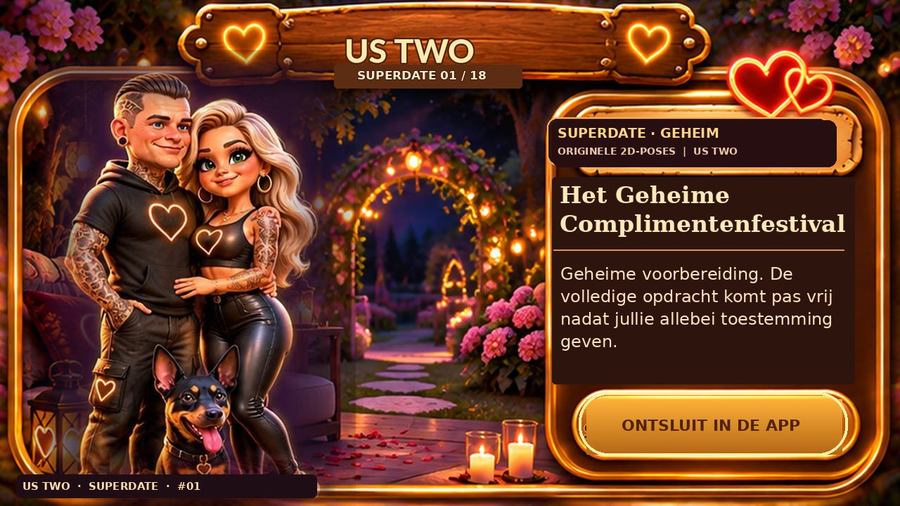 US TWO
SUPERDATE 01 / 18
SUPERDATE · GEHEIM
ORIGINELE 2D-POSES | US TWO
Het Geheime
Complimentenfestival
Geheime voorbereiding. De
volledige opdracht komt pas vrij
nadat jullie allebei toestemming
geven.
ONTSLUIT IN DE APP
US TWO · SUPERDATE · #01